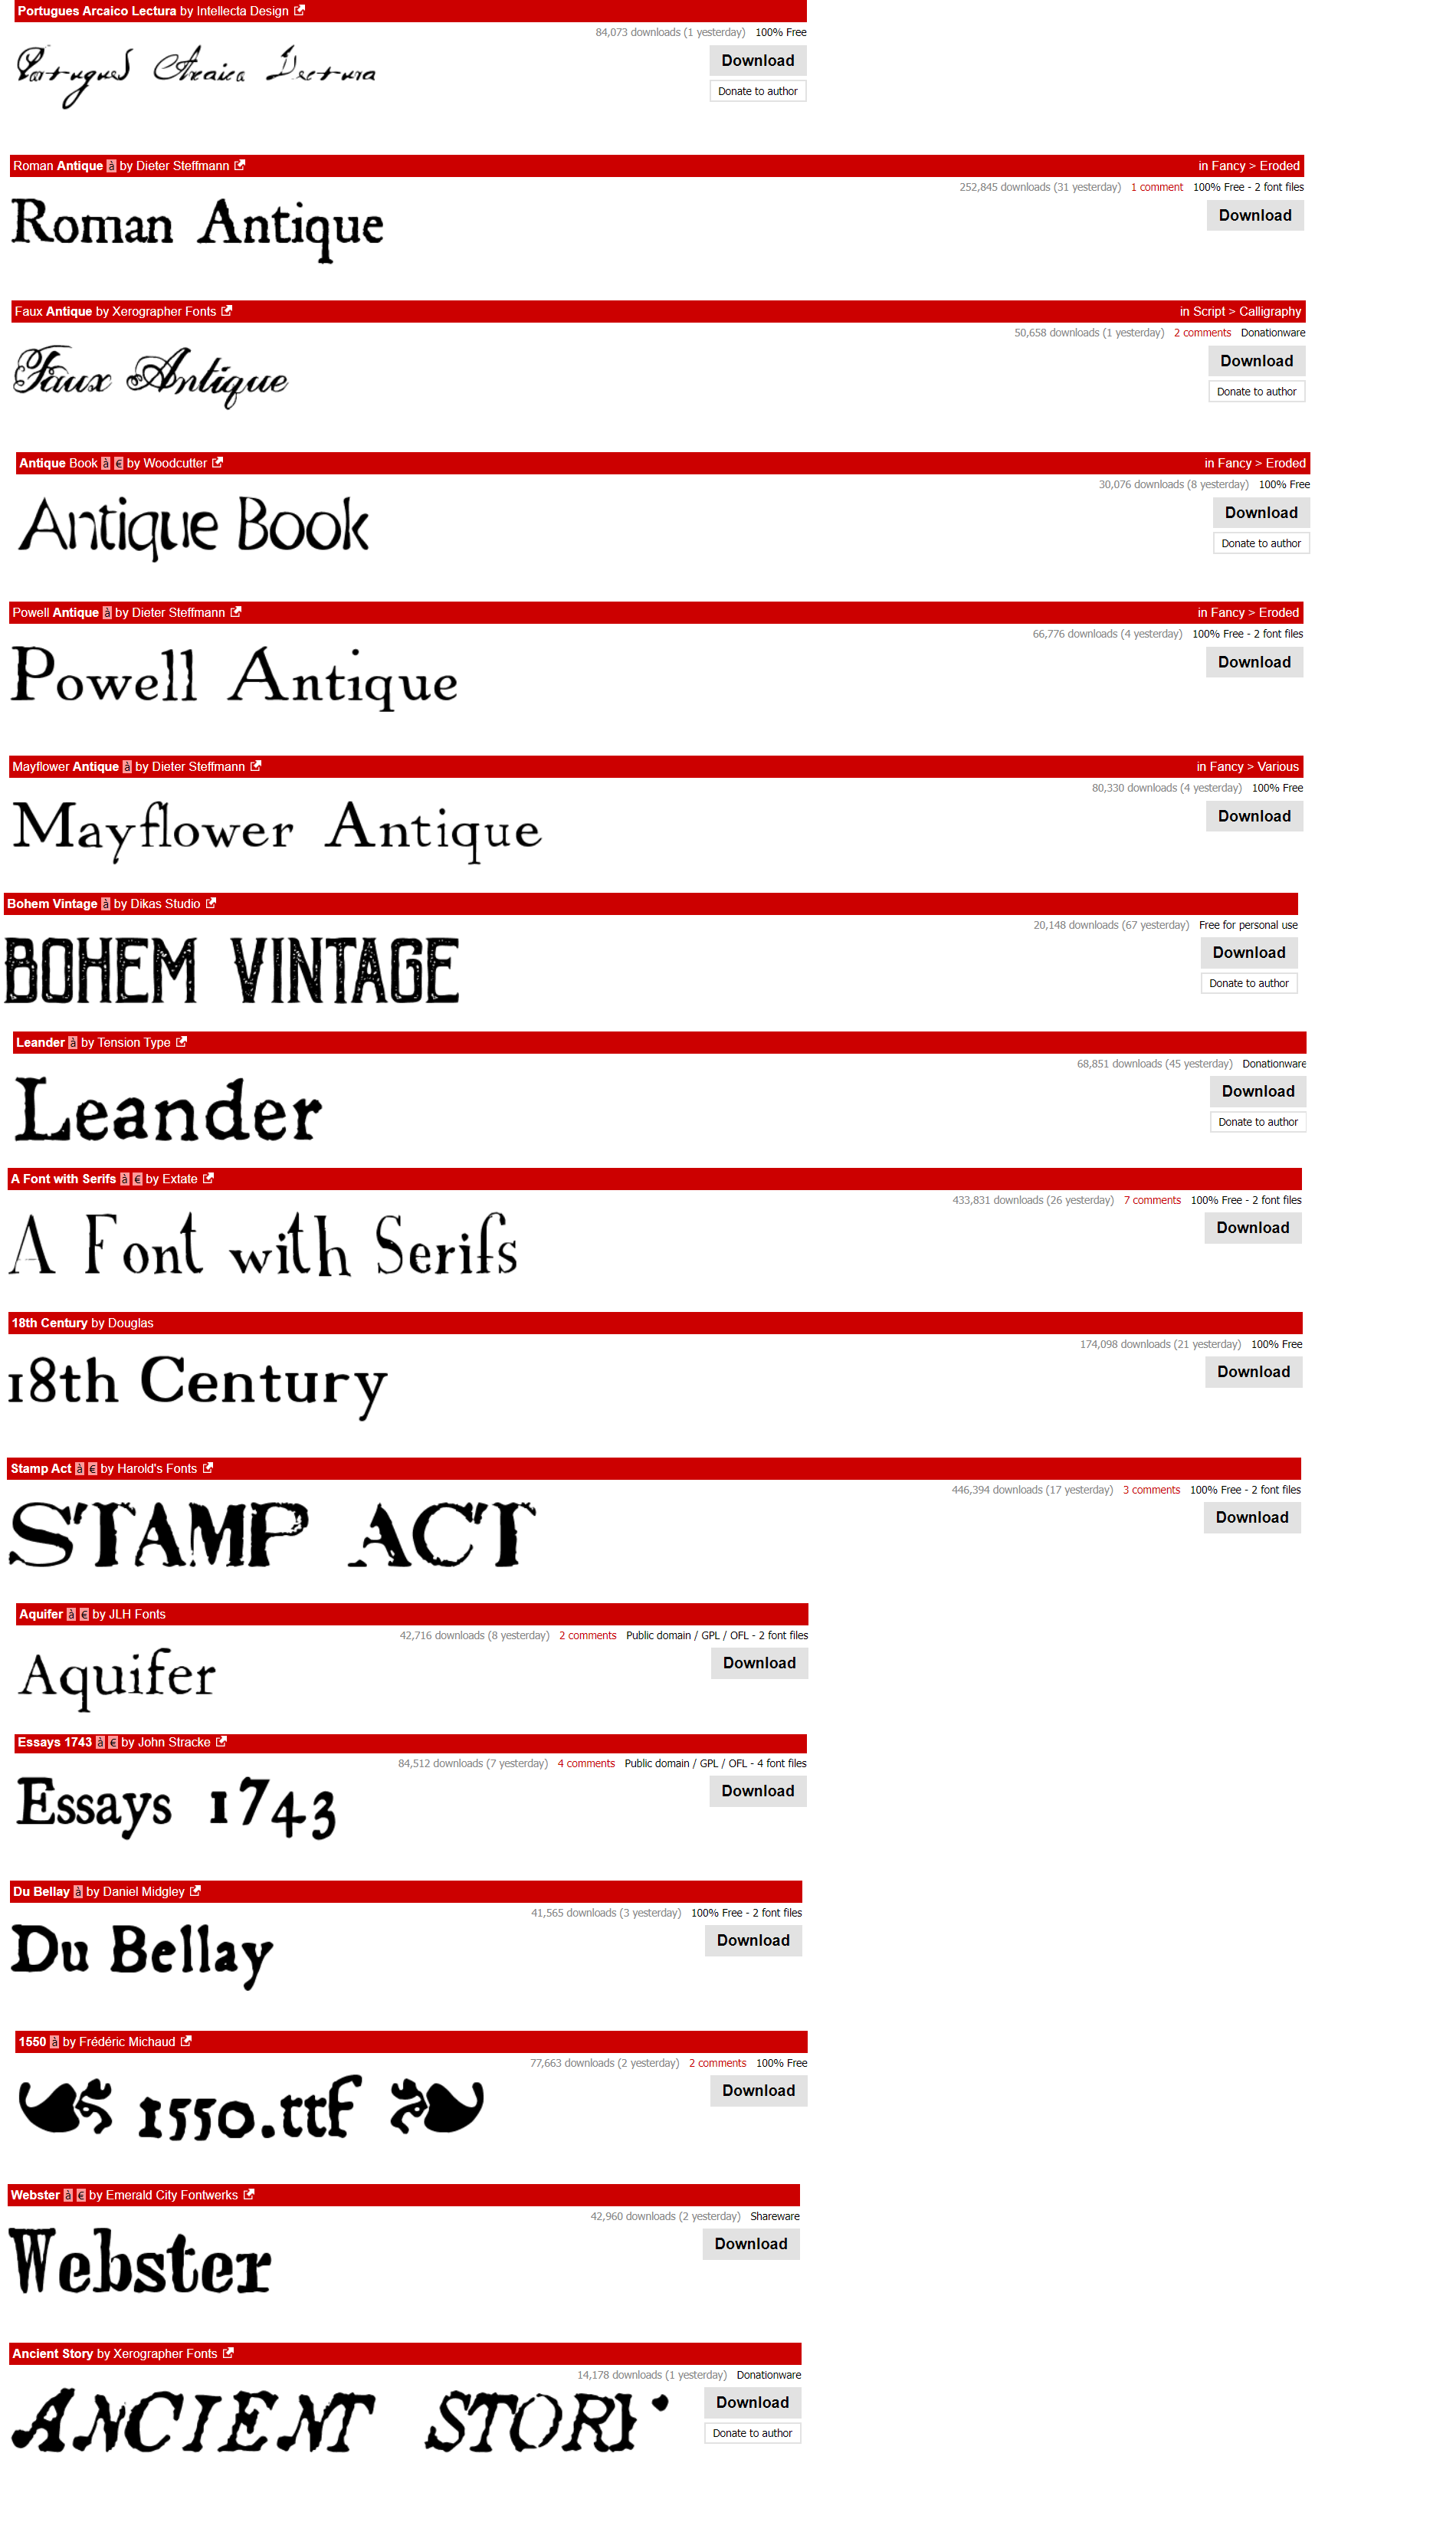 Portugues Arcaico Lectura by Intellecta Design
84,073 downloads (1 yesterday) 100% Free
Portugues Arcaico Lectura
Download
Donate to author
Roman Antique à by Dieter Steffmann in Fancy > Eroded
252,845 downloads (31 yesterday) 1 comment 100% Free - 2 font files
Roman Antique
Download
Faux Antique by Xerographer Fonts in Script > Calligraphy
50,658 downloads (1 yesterday) 2 comments Donationware
Faux Antique
Download
Donate to author
Antique Book à € by Woodcutter in Fancy > Eroded
30,076 downloads (8 yesterday) 100% Free
Antique Book
Download
Donate to author
Powell Antique à by Dieter Steffmann in Fancy > Eroded
66,776 downloads (4 yesterday) 100% Free - 2 font files
Powell Antique
Download
Mayflower Antique à by Dieter Steffmann in Fancy > Various
80,330 downloads (4 yesterday) 100% Free
Mayflower Antique
Download
Bohem Vintage à by Dikas Studio
20,148 downloads (67 yesterday) Free for personal use
BOHEM VINTAGE
Download
Donate to author
Leander à by Tension Type
68,851 downloads (45 yesterday) Donationware
Leander
Download
Donate to author
A Font with Serifs à € by Extate
433,831 downloads (26 yesterday) 7 comments 100% Free - 2 font files
A Font with Serifs
Download
18th Century by Douglas
174,098 downloads (21 yesterday) 100% Free
18th Century
Download
Stamp Act à € by Harold's Fonts
446,394 downloads (17 yesterday) 3 comments 100% Free - 2 font files
STAMP ACT
Download
Aquifer à € by JLH Fonts
42,716 downloads (8 yesterday) 2 comments Public domain / GPL / OFL - 2 font files
Aquifer
Download
Essays 1743 à € by John Stracke
84,512 downloads (7 yesterday) 4 comments Public domain / GPL / OFL - 4 font files
Essays 1743
Download
Du Bellay à by Daniel Midgley
41,565 downloads (3 yesterday) 100% Free - 2 font files
Du Bellay
Download
1550 à by Frédéric Michaud
77,663 downloads (2 yesterday) 2 comments 100% Free
1550.ttf
Download
Webster à € by Emerald City Fontwerks
42,960 downloads (2 yesterday) Shareware
Webster
Download
Ancient Story by Xerographer Fonts
14,178 downloads (1 yesterday) Donationware
ANCIENT STORY
Download
Donate to author